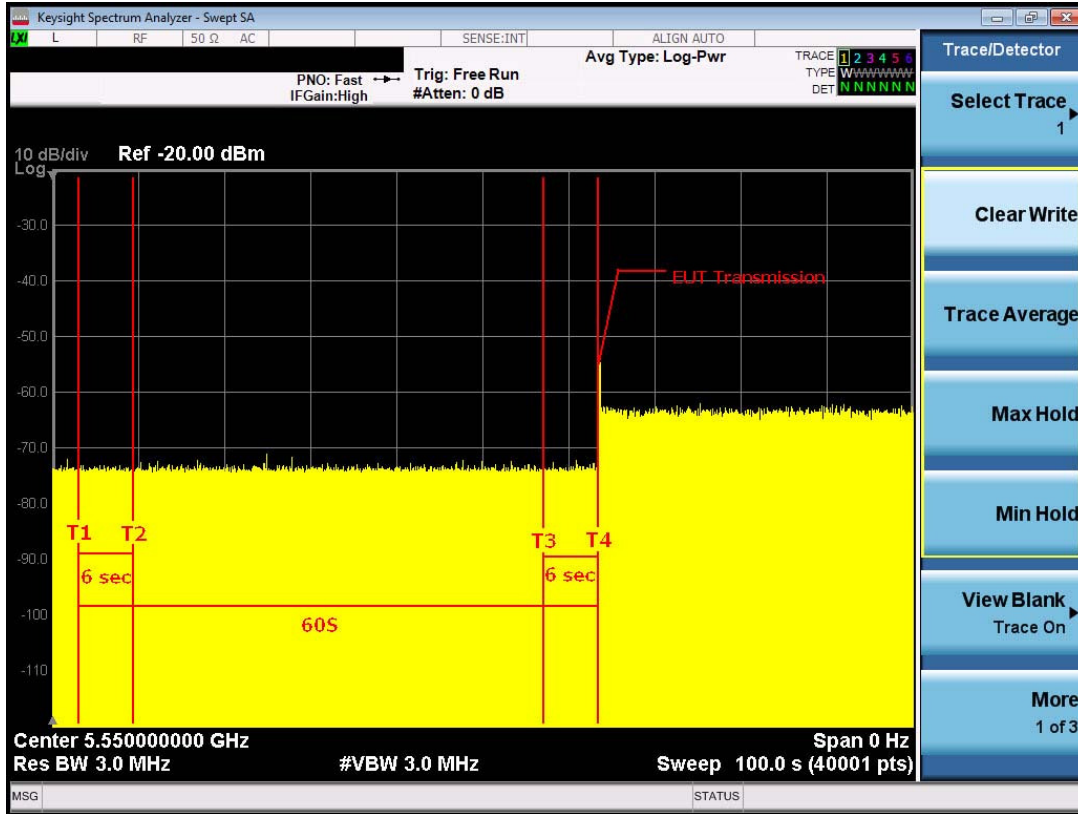 Keysight Spectrum Analyzer - Swept SA
LXI L RF 50 Ω AC SENSE:INT ALIGN AUTO
Avg Type: Log-Pwr
PNO: Fast
IFGain:High
Trig: Free Run
#Atten: 0 dB
TRACE 1 2 3 4 5 6
TYPE WWWWWW
DET N N N N N N
10 dB/div Ref -20.00 dBm
Log
-30.0
-40.0
-50.0
-60.0
-70.0
-80.0
-90.0
-100
-110
EUT Transmission
T1 T2 T3 T4
6 sec 6 sec
60S
Center 5.550000000 GHz Span 0 Hz
Res BW 3.0 MHz #VBW 3.0 MHz Sweep 100.0 s (40001 pts)
MSG STATUS
Trace/Detector
Select Trace
1
Clear Write
Trace Average
Max Hold
Min Hold
View Blank
Trace On
More
1 of 3